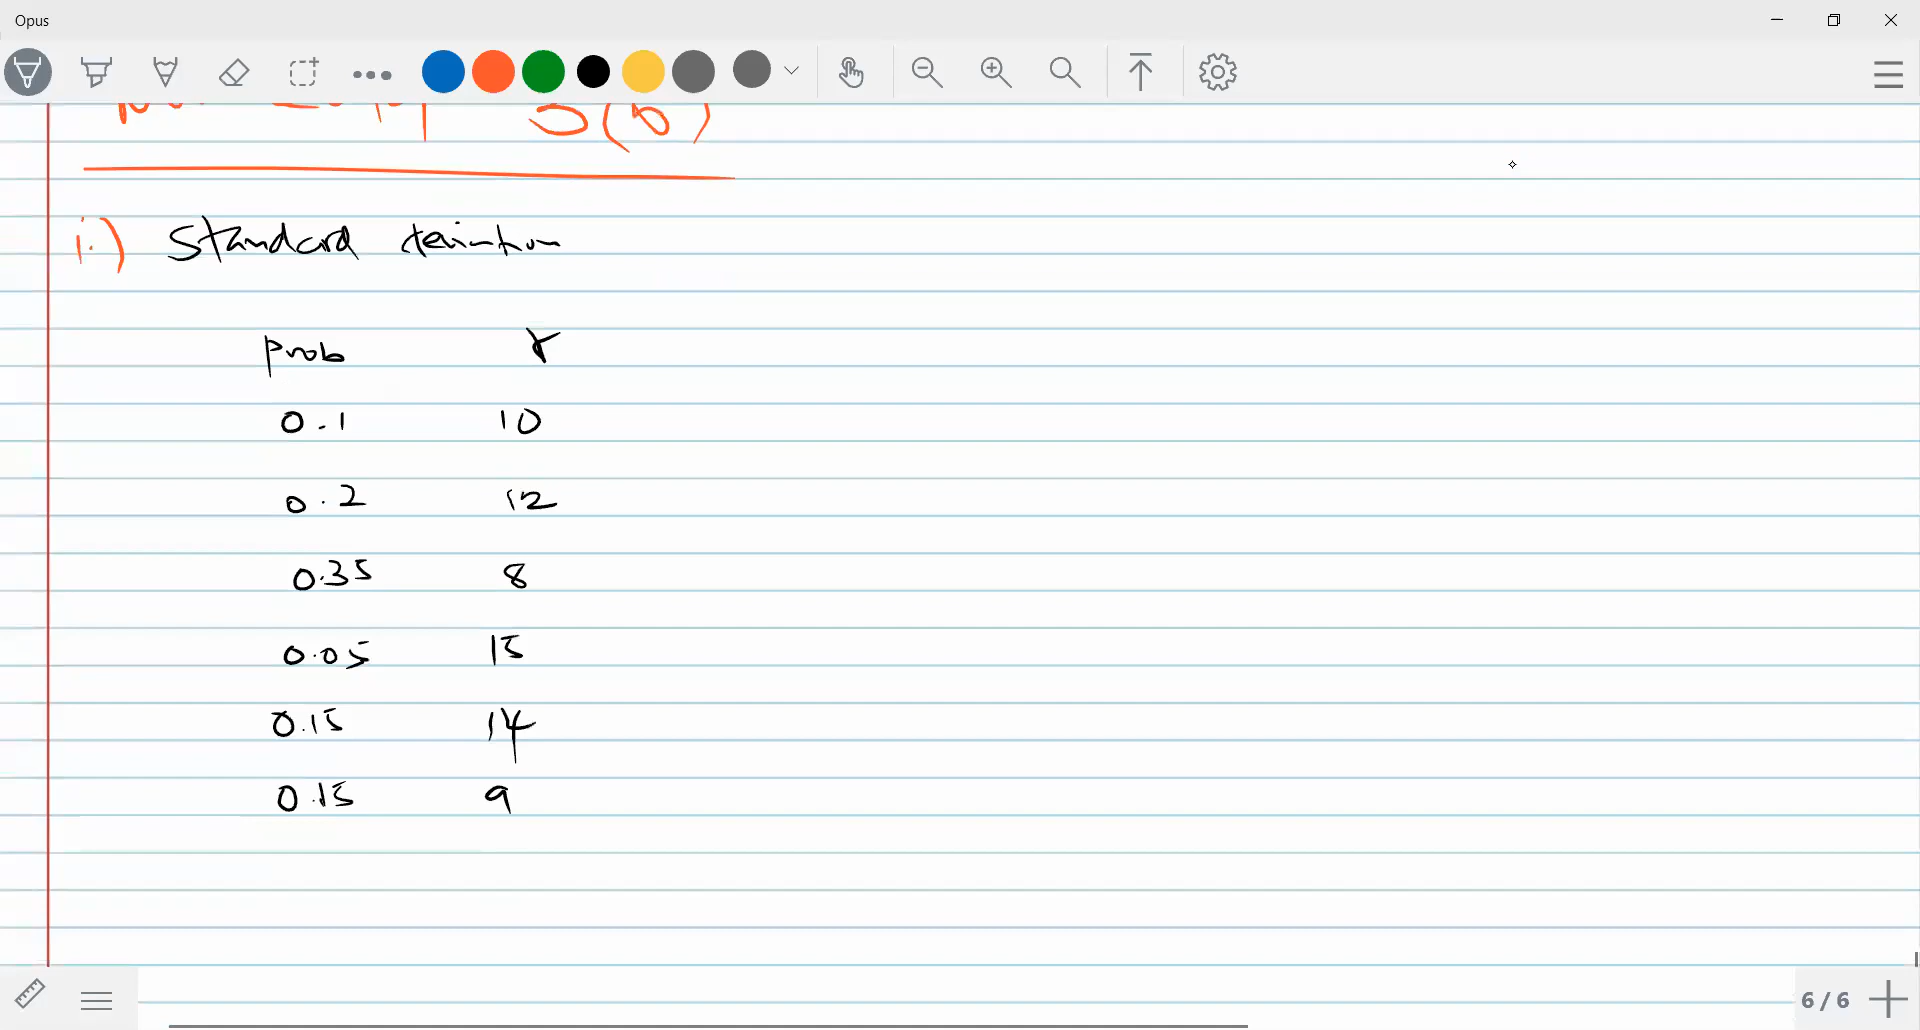 Opus
5(b)
i.) Standard deviation
prob r
0.1 10
0.2 12
0.35 8
0.05 15
0.15 14
0.15 9
6 / 6